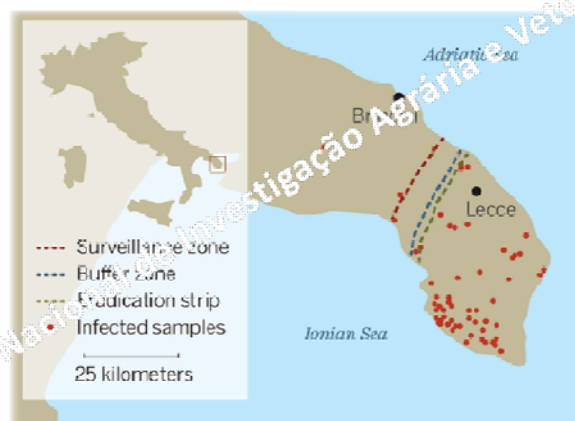 Adriatic Sea
Nacional de Investigação Agrária e Vete
Lecce
Surveillance zone
Buffer zone
Eradication strip
Infected samples
Ionian Sea
25 kilometers